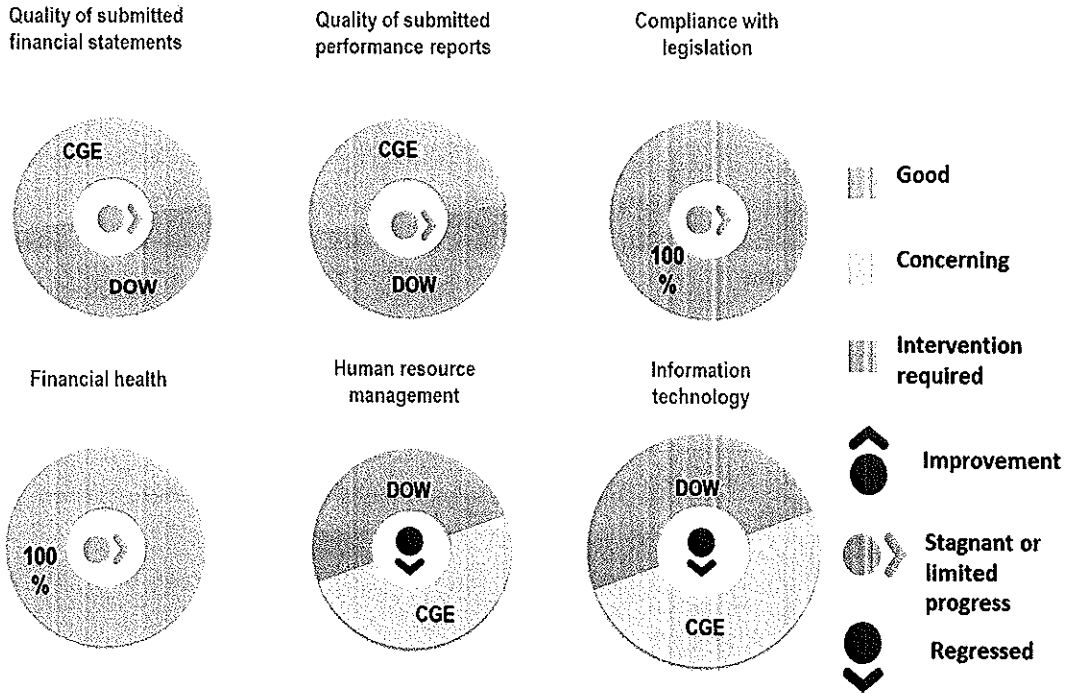 Quality of submitted
financial statements
Quality of submitted
performance reports
Compliance with
legislation
CGE
DOW
CGE
DOW
100
%
Good
Concerning
Intervention
required
Improvement
Stagnant or
limited
progress
Regressed
Financial health
Human resource
management
Information
technology
100
%
DOW
CGE
DOW
CGE